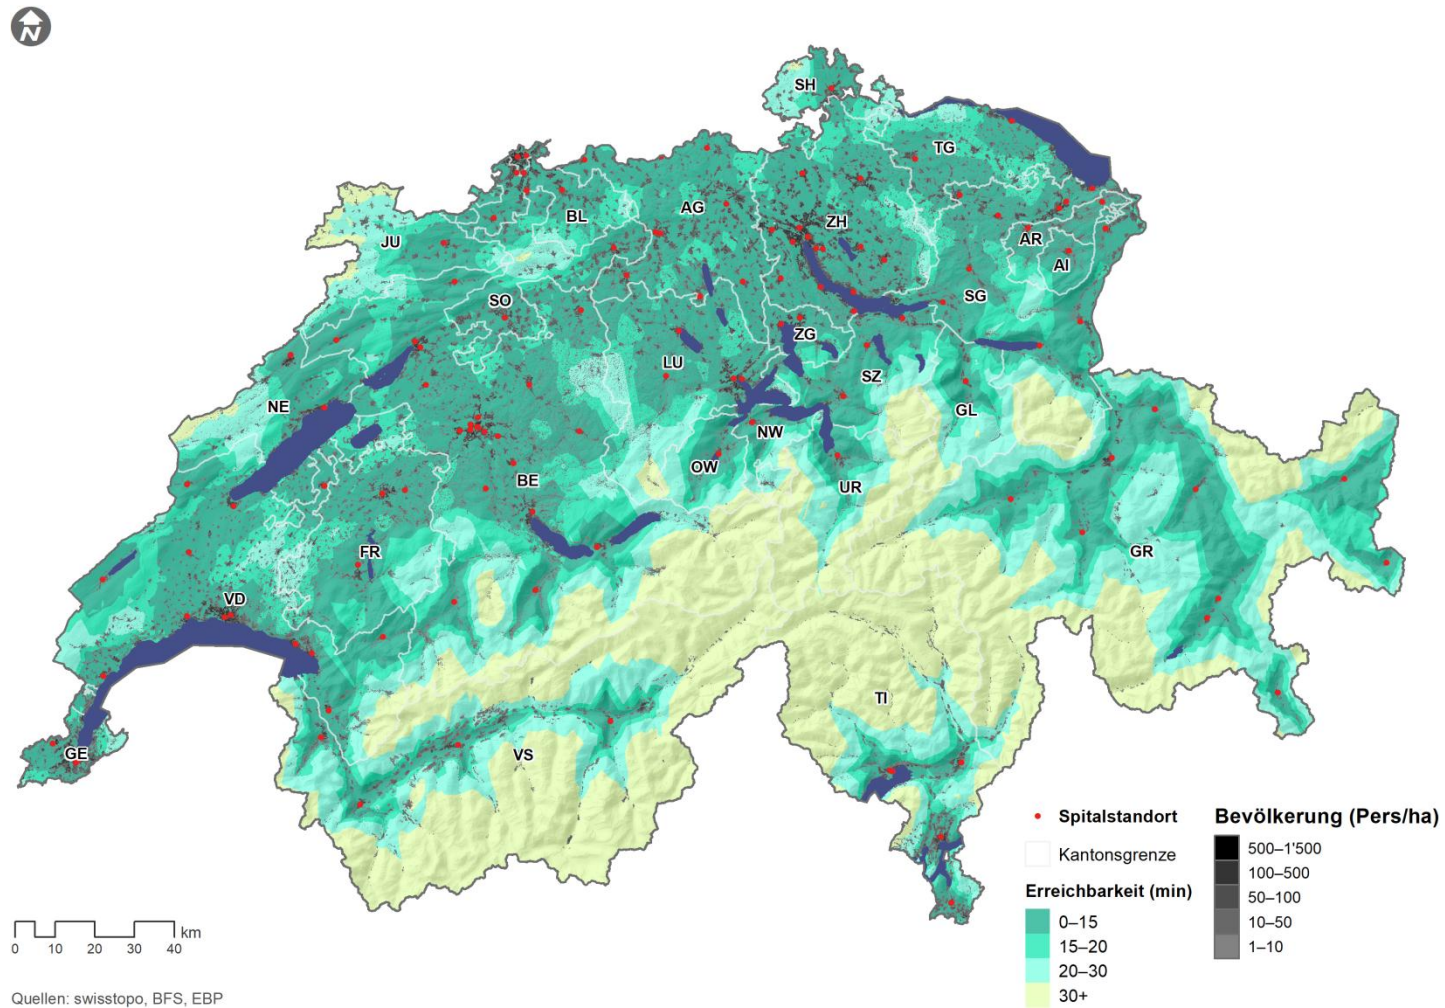 N
SH
TG
BL
AG
ZH
JU
AR
AI
SO
SG
ZG
LU
SZ
NE
GL
NW
OW
BE
UR
FR
GR
VD
TI
VS
GE
Spitalstandort
Kantonsgrenze
Erreichbarkeit (min)
0–15
15–20
20–30
30+
Bevölkerung (Pers/ha)
500–1'500
100–500
50–100
10–50
1–10
km
0 10 20 30 40
Quellen: swisstopo, BFS, EBP